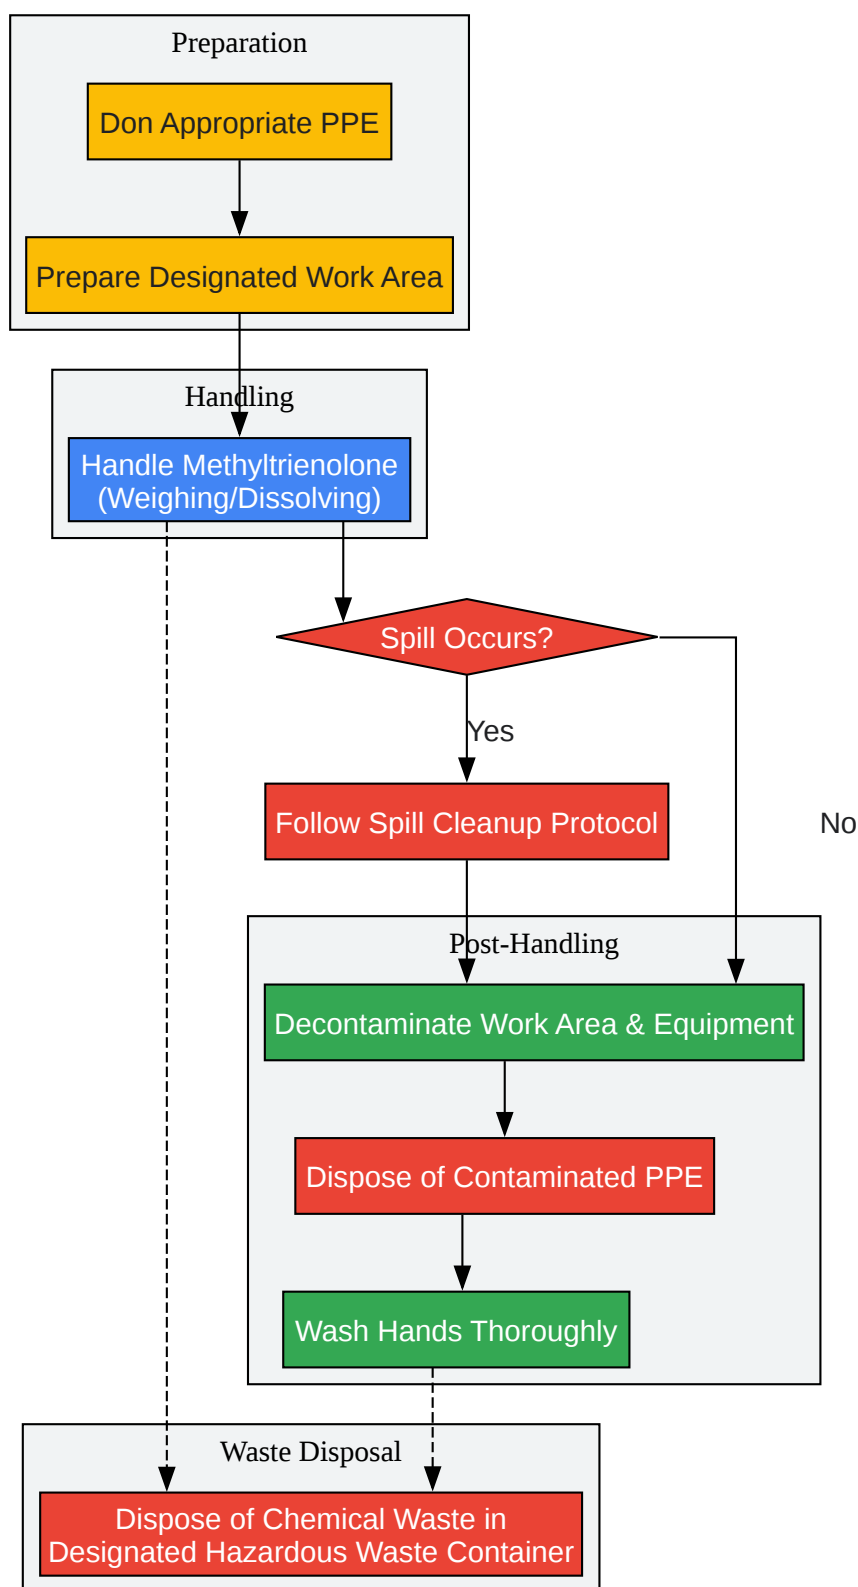 Preparation
Don Appropriate PPE
Prepare Designated Work Area
Handling
Handle Methyltrienolone
(Weighing/Dissolving)
Spill Occurs?
Yes
Follow Spill Cleanup Protocol
No
Post-Handling
Decontaminate Work Area & Equipment
Dispose of Contaminated PPE
Wash Hands Thoroughly
Waste Disposal
Dispose of Chemical Waste in
Designated Hazardous Waste Container